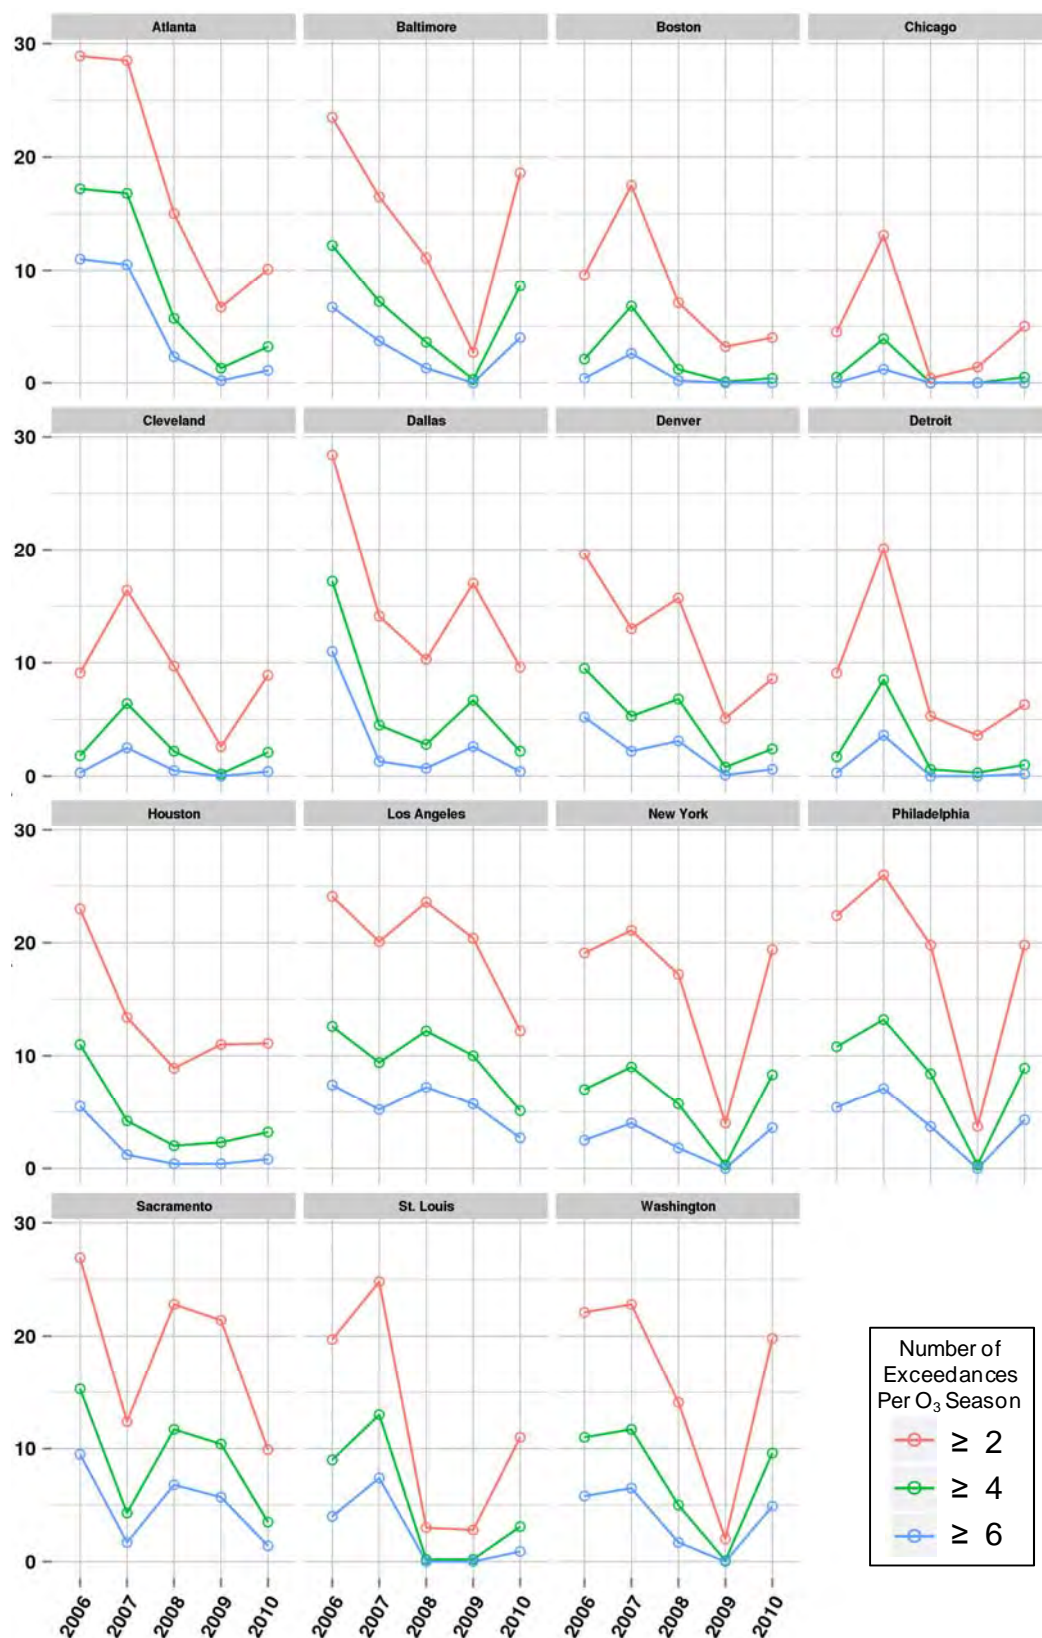 Atlanta Baltimore Boston Chicago
30
20
10
0
Cleveland Dallas Denver Detroit
30
20
10
0
Houston Los Angeles New York Philadelphia
30
20
10
0
Sacramento St. Louis Washington
30
20
10
0
2006 2007 2008 2009 2010 2006 2007 2008 2009 2010 2006 2007 2008 2009 2010
Number of
Exceedances
Per O₃ Season
≥ 2
≥ 4
≥ 6